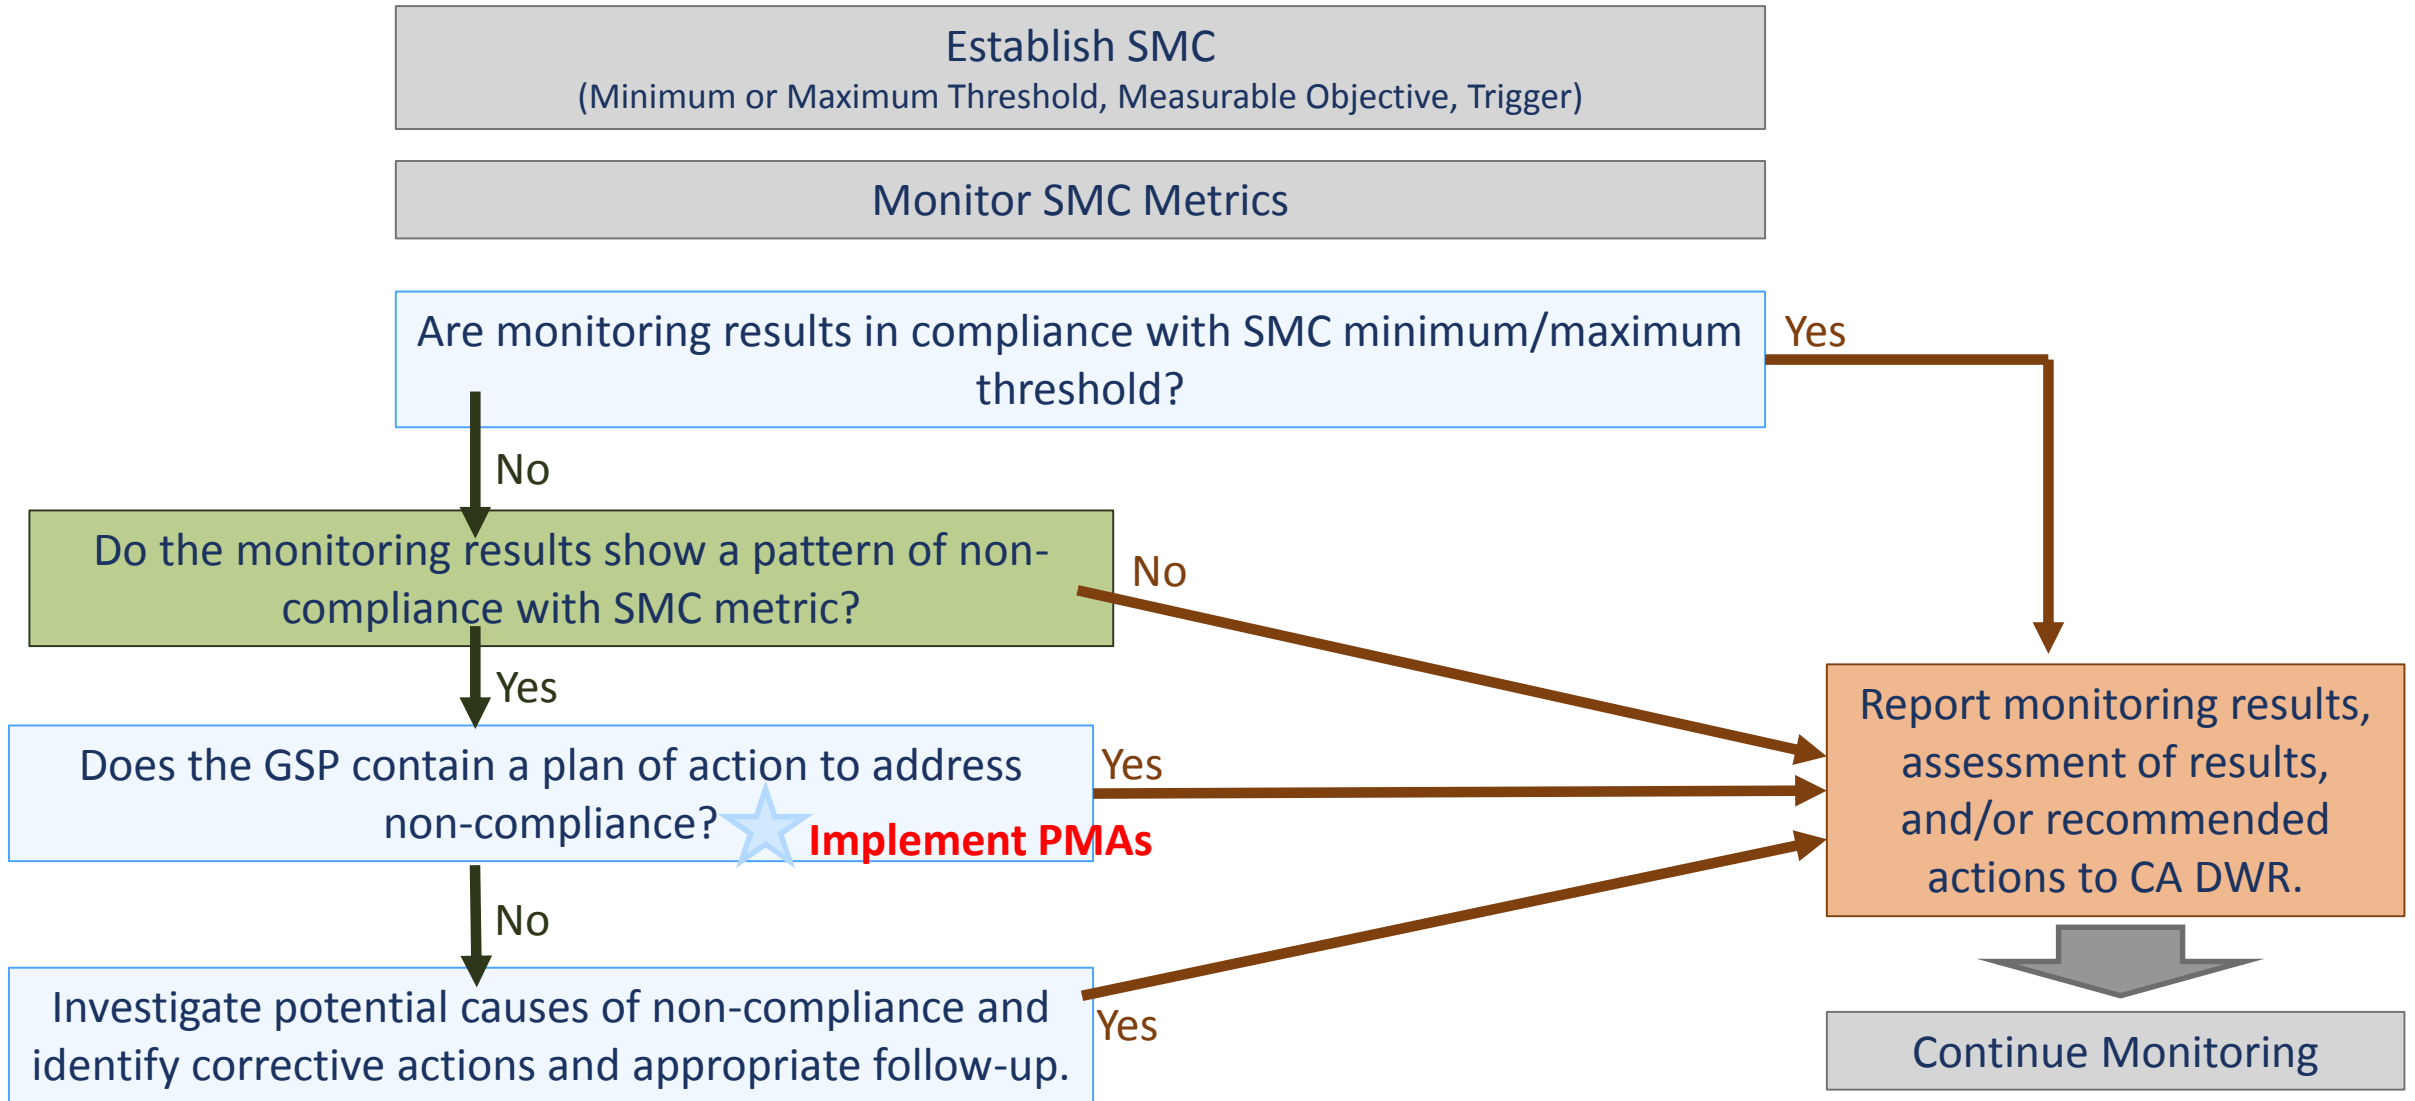 Establish SMC
(Minimum or Maximum Threshold, Measurable Objective, Trigger)
Monitor SMC Metrics
Are monitoring results in compliance with SMC minimum/maximum
threshold?
Yes
No
Do the monitoring results show a pattern of non-
compliance with SMC metric?
No
Yes
Does the GSP contain a plan of action to address
non-compliance?
Implement PMAs
Yes
No
Investigate potential causes of non-compliance and
identify corrective actions and appropriate follow-up.
Yes
Report monitoring results,
assessment of results,
and/or recommended
actions to CA DWR.
Continue Monitoring